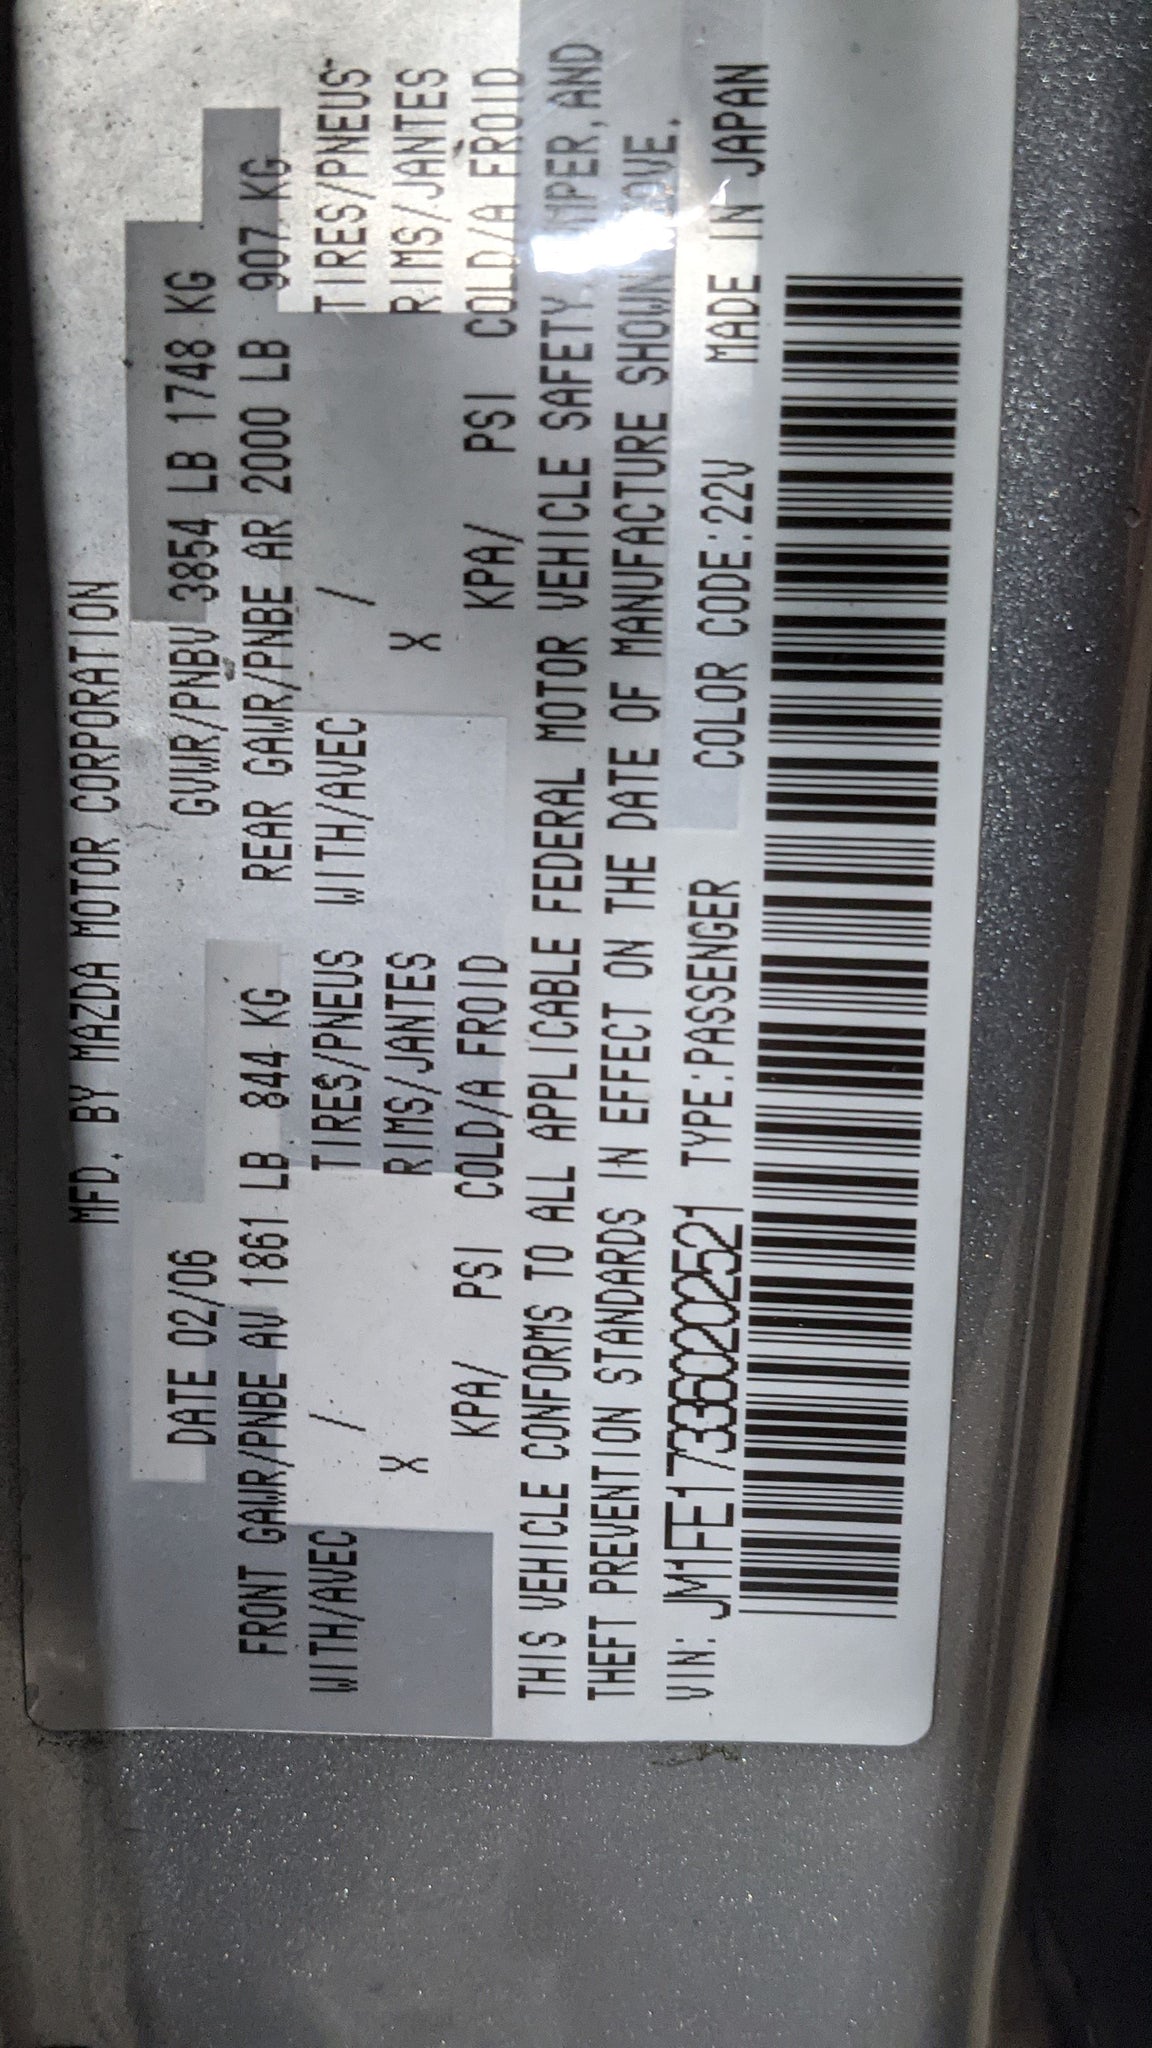 MFD. BY MAZDA MOTOR CORPORATION
DATE 02/06 GVWR/PNBV 3854 LB 1748 KG
FRONT GAWR/PNBE AV 1861 LB 844 KG REAR GAWR/PNBE AR 2000 LB 907 KG
WITH/AVEC / TIRES/PNEUS WITH/AVEC / TIRES/PNEUS
X RIMS/JANTES X RIMS/JANTES
KPA/ PSI COLD/A FROID KPA/ PSI COLD/A FROID
THIS VEHICLE CONFORMS TO ALL APPLICABLE FEDERAL MOTOR VEHICLE SAFETY, AND
THEFT PREVENTION STANDARDS IN EFFECT ON THE DATE OF MANUFACTURE SHOWN
VIN: JM1FE173360202521 TYPE:PASSENGER COLOR CODE:22V MADE IN JAPAN